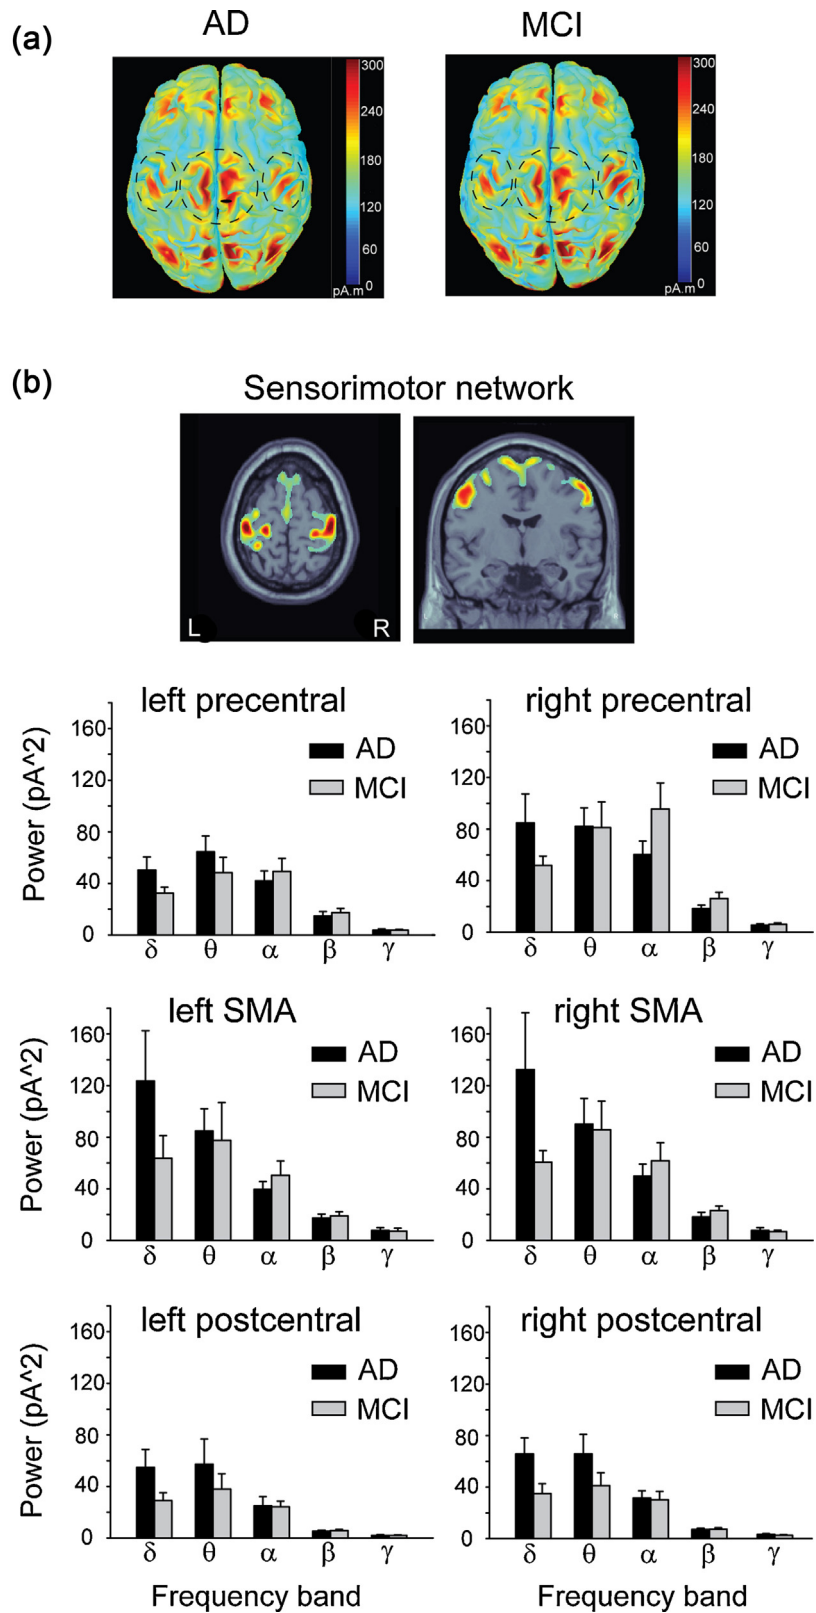 (a)
AD
MCI
300
240
180
120
60
0
pA.m
300
240
180
120
60
0
pA.m
(b)
Sensorimotor network
L
R
left precentral
AD
MCI
Power (pA^2)
160
120
80
40
0
δ θ α β γ
right precentral
AD
MCI
160
120
80
40
0
δ θ α β γ
left SMA
AD
MCI
Power (pA^2)
160
120
80
40
0
δ θ α β γ
right SMA
AD
MCI
160
120
80
40
0
δ θ α β γ
left postcentral
AD
MCI
Power (pA^2)
160
120
80
40
0
δ θ α β γ
Frequency band
right postcentral
AD
MCI
160
120
80
40
0
δ θ α β γ
Frequency band